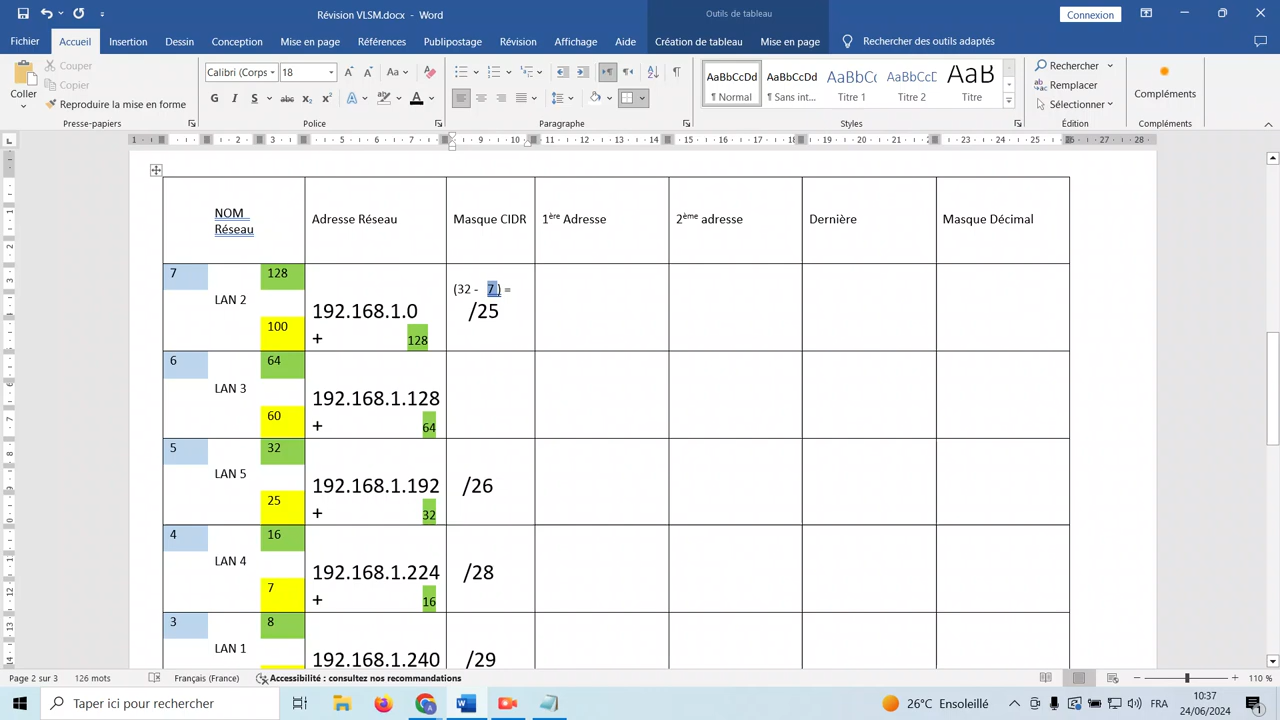 Révision VLSM.docx - Word
Outils de tableau
Connexion
Fichier Accueil Insertion Dessin Conception Mise en page Références Publipostage Révision Affichage Aide Création de tableau Mise en page Rechercher des outils adaptés
Coller
Couper
Copier
Reproduire la mise en forme
Presse-papiers
Calibri (Corps 18
Police
Paragraphe
AaBbCcDd AaBbCcDd AaBbCc AaBbCcD AaB
¶ Normal ¶ Sans int... Titre 1 Titre 2 Titre
Styles
Rechercher
Remplacer
Sélectionner
Édition
Compléments
Compléments
NOM Réseau Adresse Réseau Masque CIDR 1ère Adresse 2ème adresse Dernière Masque Décimal
7 128
LAN 2
100
192.168.1.0
+ 128
(32 - 7 ) =
/25
6 64
LAN 3
60
192.168.1.128
+ 64
5 32
LAN 5
25
192.168.1.192
+ 32
/26
4 16
LAN 4
7
192.168.1.224
+ 16
/28
3 8
LAN 1
192.168.1.240
/29
Page 2 sur 3 126 mots Français (France) Accessibilité : consultez nos recommandations 110 %
Taper ici pour rechercher
26°C Ensoleillé
FRA
10:37
24/06/2024